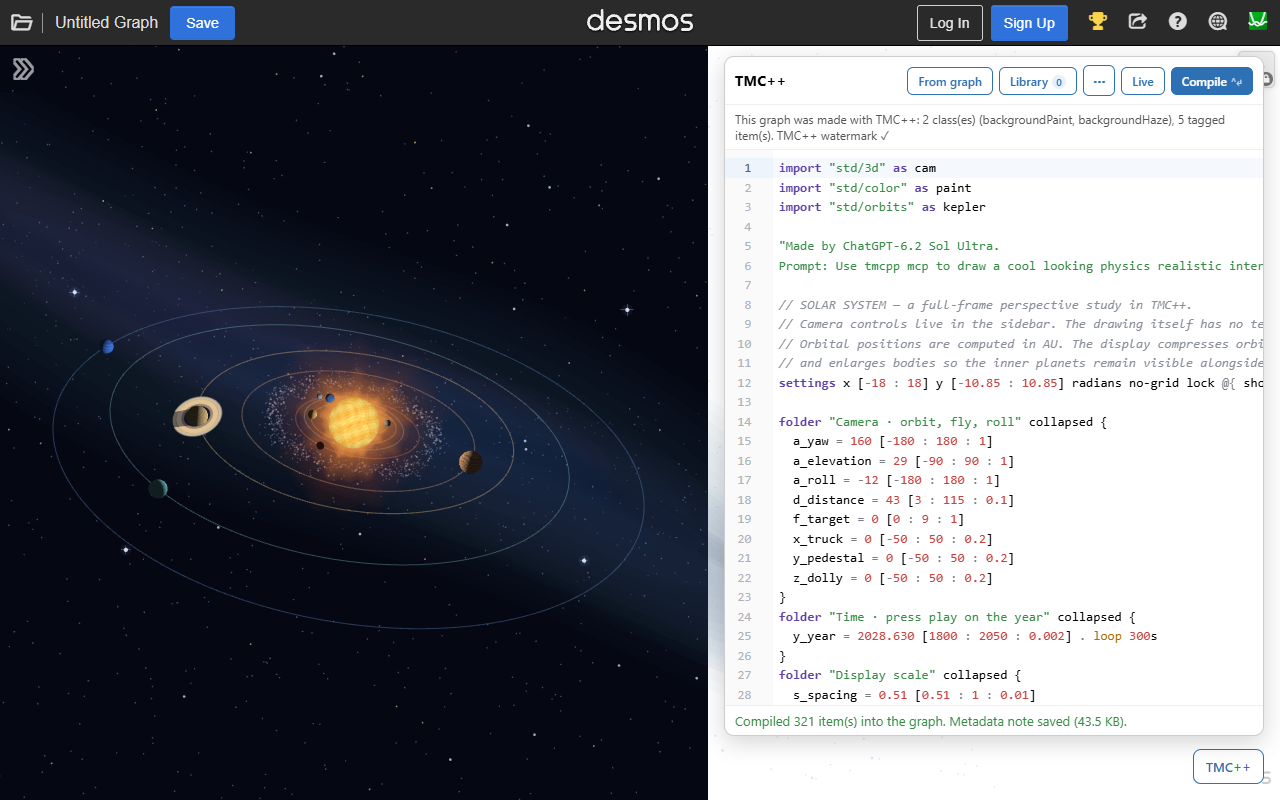 Untitled Graph
Save
desmos
Log In
Sign Up
TMC++
From graph
Library 0
···
Live
Compile ^↵
This graph was made with TMC++: 2 class(es) (backgroundPaint, backgroundHaze), 5 tagged
item(s). TMC++ watermark ✓
1 import "std/3d" as cam
2 import "std/color" as paint
3 import "std/orbits" as kepler
4
5 "Made by ChatGPT-6.2 Sol Ultra.
6 Prompt: Use tmcpp mcp to draw a cool looking physics realistic inter
7
8 // SOLAR SYSTEM — a full-frame perspective study in TMC++.
9 // Camera controls live in the sidebar. The drawing itself has no te
10 // Orbital positions are computed in AU. The display compresses orbi
11 // and enlarges bodies so the inner planets remain visible alongside
12 settings x [-18 : 18] y [-10.85 : 10.85] radians no-grid lock @{ sho
13
14 folder "Camera · orbit, fly, roll" collapsed {
15 a_yaw = 160 [-180 : 180 : 1]
16 a_elevation = 29 [-90 : 90 : 1]
17 a_roll = -12 [-180 : 180 : 1]
18 d_distance = 43 [3 : 115 : 0.1]
19 f_target = 0 [0 : 9 : 1]
20 x_truck = 0 [-50 : 50 : 0.2]
21 y_pedestal = 0 [-50 : 50 : 0.2]
22 z_dolly = 0 [-50 : 50 : 0.2]
23 }
24 folder "Time · press play on the year" collapsed {
25 y_year = 2028.630 [1800 : 2050 : 0.002] . loop 300s
26 }
27 folder "Display scale" collapsed {
28 s_spacing = 0.51 [0.51 : 1 : 0.01]
Compiled 321 item(s) into the graph. Metadata note saved (43.5 KB).
TMC++